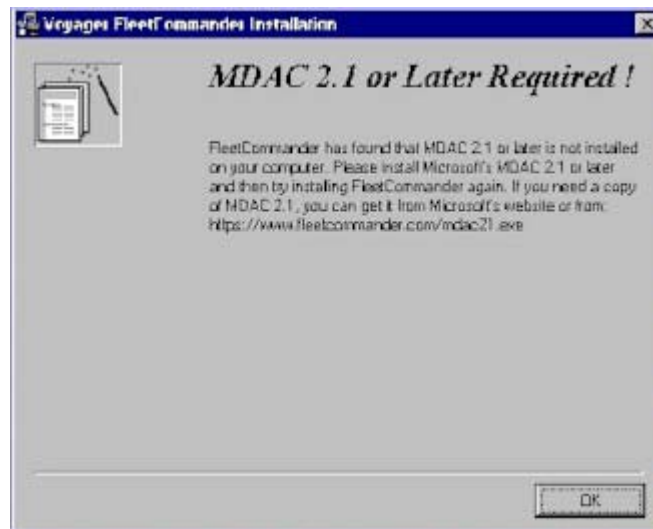 Voyager FleetCommander Installation
MDAC 2.1 or Later Required !
FleetCommander has found that MDAC 2.1 or later is not installed
on your computer. Please install Microsoft's MDAC 2.1 or later
and then try installing FleetCommander again. If you need a copy
of MDAC 2.1, you can get it from Microsoft's website or from:
https://www.fleetcommander.com/mdac21.exe
OK